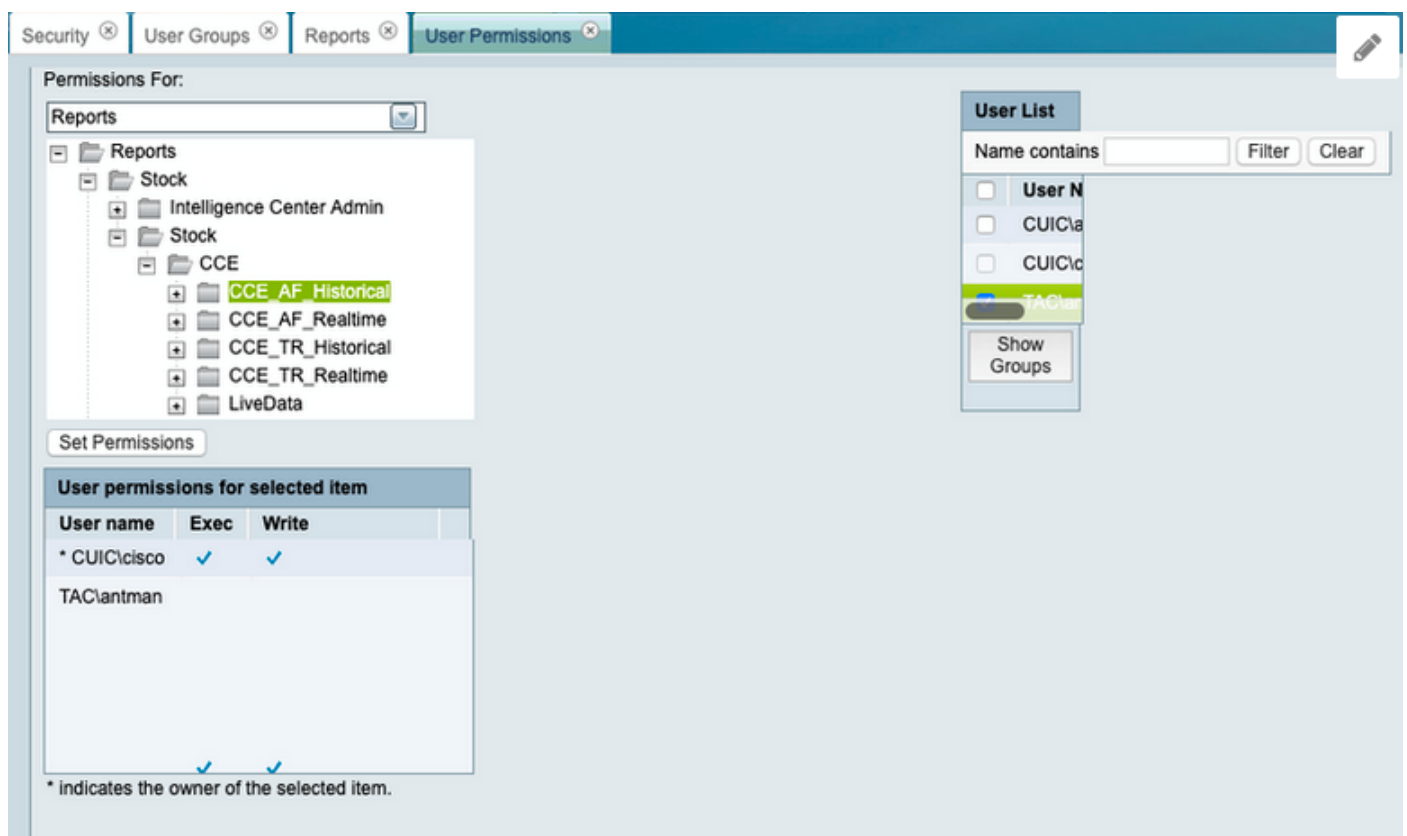 Security User Groups Reports User Permissions
Permissions For:
Reports
Reports
Stock
Intelligence Center Admin
Stock
CCE
CCE_AF_Historical
CCE_AF_Realtime
CCE_TR_Historical
CCE_TR_Realtime
LiveData
Set Permissions
User permissions for selected item
User name Exec Write
* CUIC\cisco
TAC\antman
* indicates the owner of the selected item.
User List
Name contains Filter Clear
User N
CUIC\a
CUIC\c
TAC\an
Show
Groups